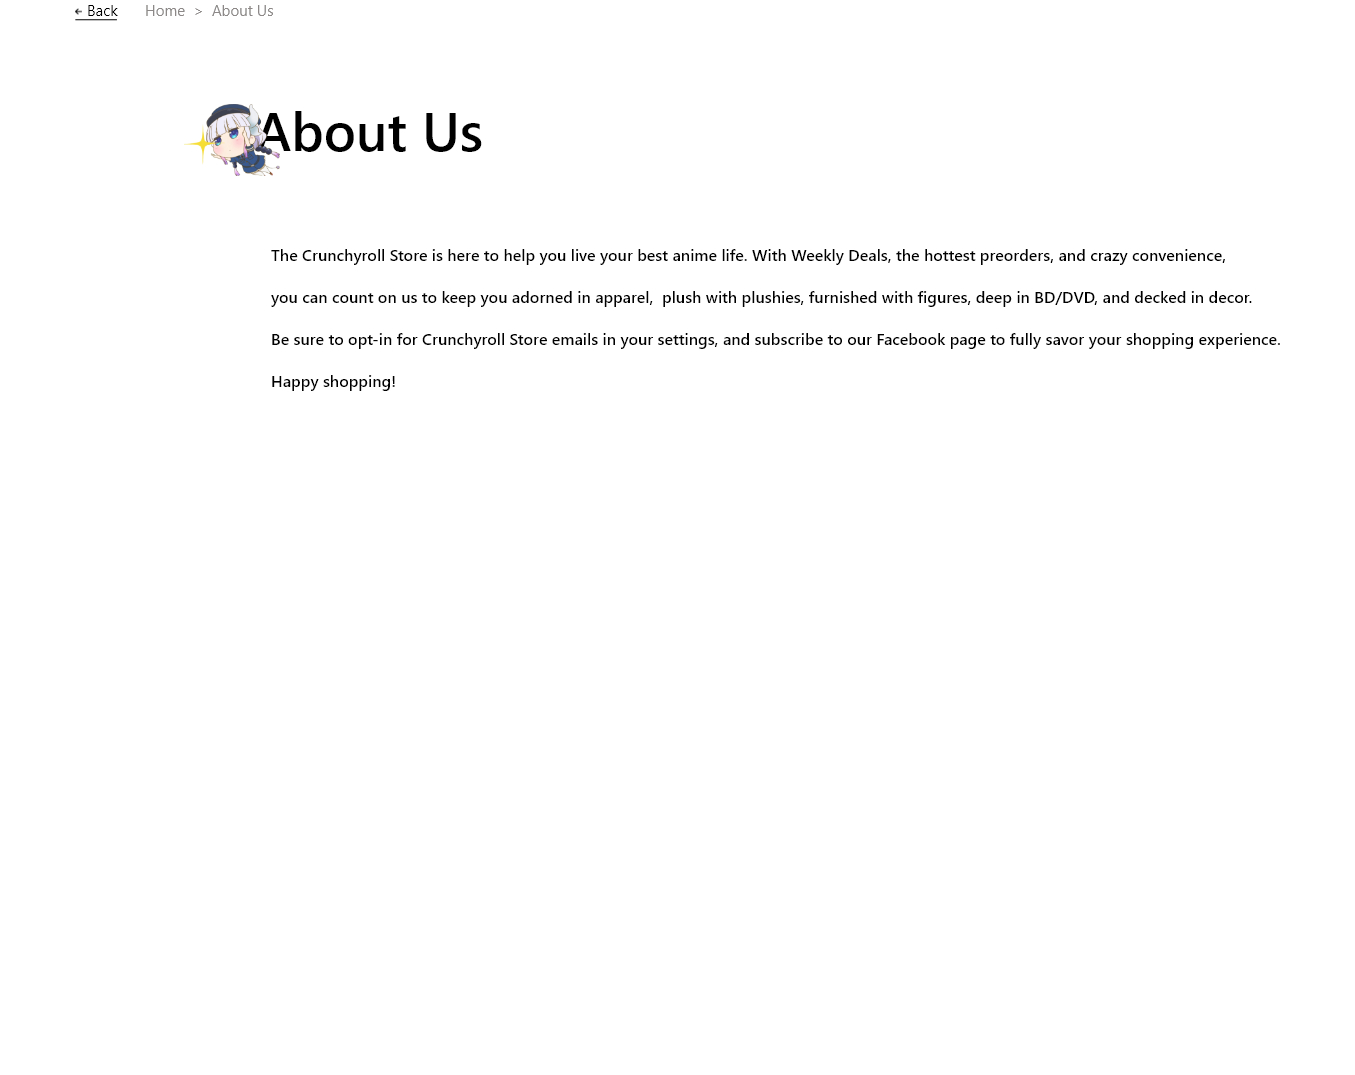 ← Back Home > About Us
About Us
The Crunchyroll Store is here to help you live your best anime life. With Weekly Deals, the hottest preorders, and crazy convenience,
you can count on us to keep you adorned in apparel,  plush with plushies, furnished with figures, deep in BD/DVD, and decked in decor.
Be sure to opt-in for Crunchyroll Store emails in your settings, and subscribe to our Facebook page to fully savor your shopping experience.
Happy shopping!